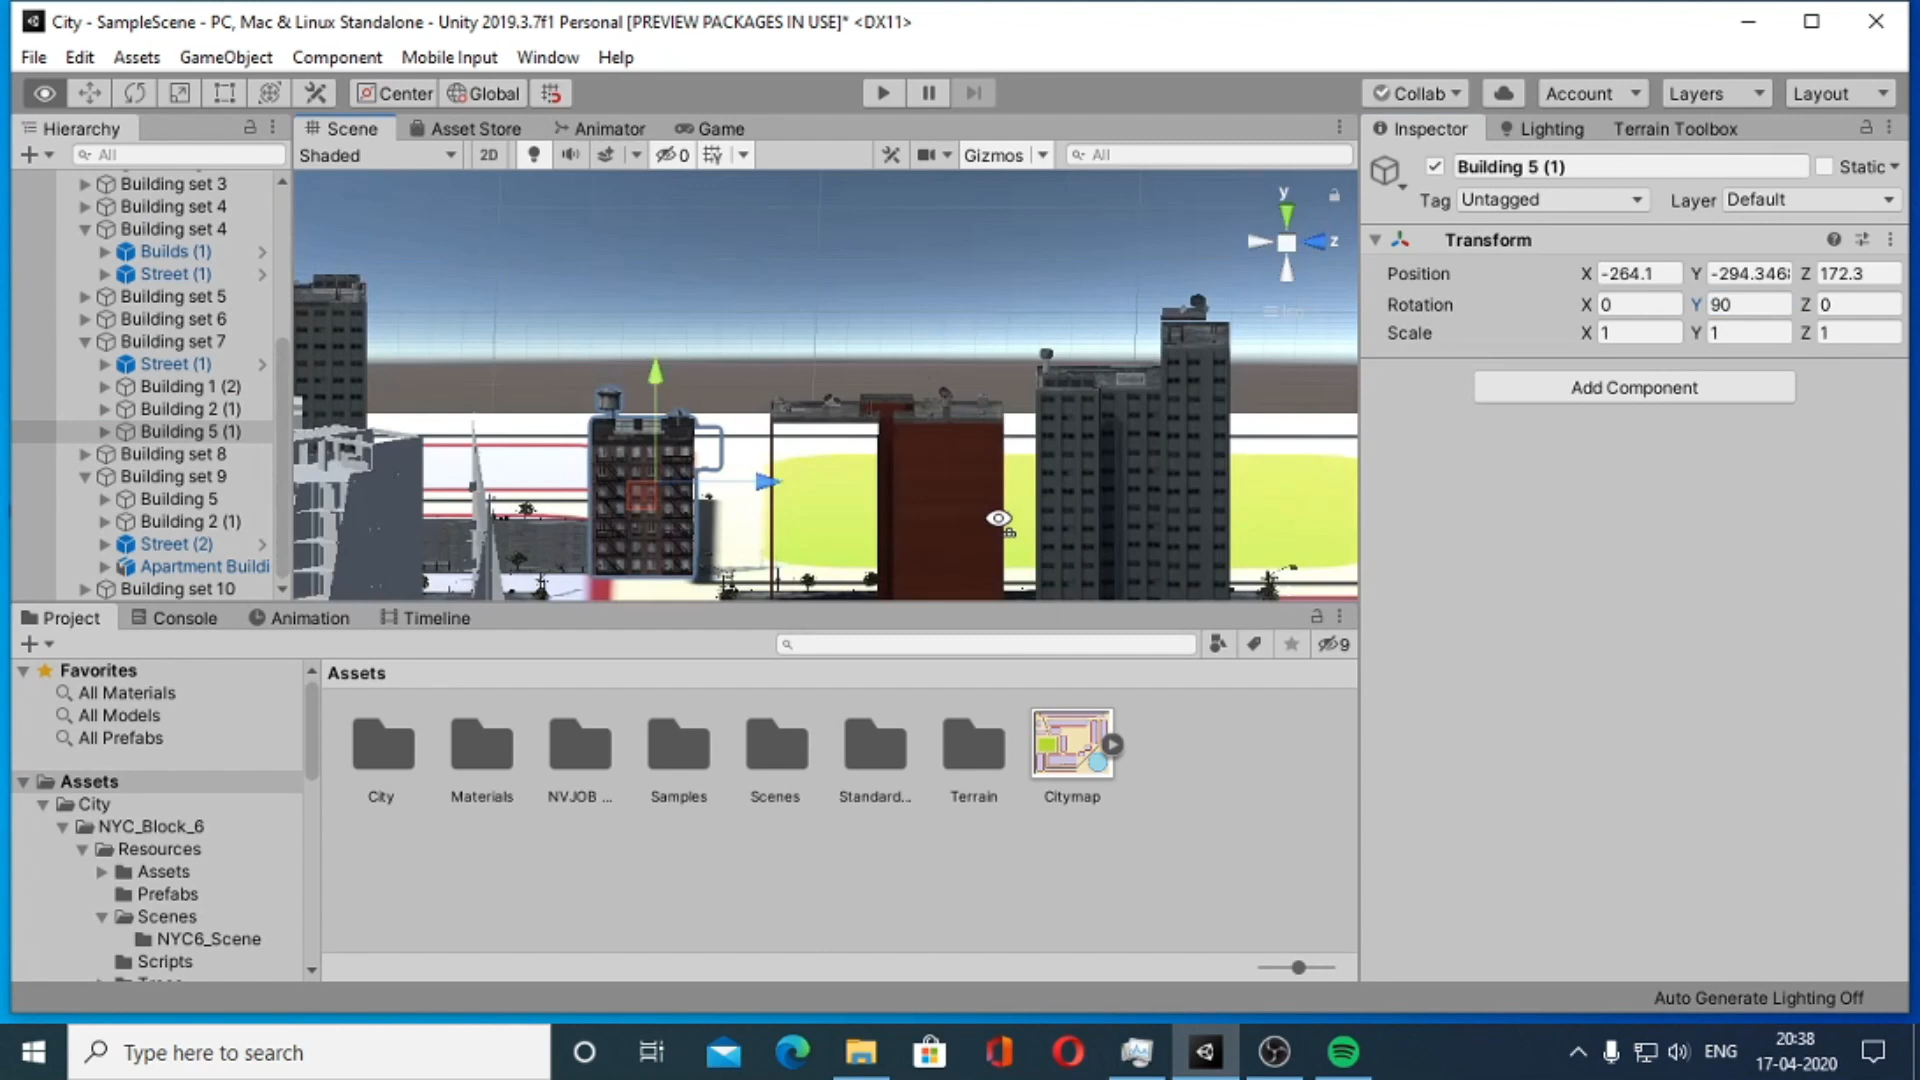 City - SampleScene - PC, Mac & Linux Standalone - Unity 2019.3.7f1 Personal [PREVIEW PACKAGES IN USE]* <DX11>
File Edit Assets GameObject Component Mobile Input Window Help
Center Global Collab Account Layers Layout
Hierarchy Scene Asset Store Animator Game Inspector Lighting Terrain Toolbox
All Shaded 2D 0 Gizmos All
Building set 3
Building set 4
Building set 4
Builds (1)
Street (1)
Building set 5
Building set 6
Building set 7
Street (1)
Building 1 (2)
Building 2 (1)
Building 5 (1)
Building set 8
Building set 9
Building 5
Building 2 (1)
Street (2)
Apartment Buildi
Building set 10
y
z
Building 5 (1) Static
Tag Untagged Layer Default
Transform
Position X -264.1 Y -294.346 Z 172.3
Rotation X 0 Y 90 Z 0
Scale X 1 Y 1 Z 1
Add Component
Project Console Animation Timeline
9
Favorites
All Materials
All Models
All Prefabs
Assets
City
NYC_Block_6
Resources
Assets
Prefabs
Scenes
NYC6_Scene
Scripts
Assets
City Materials NVJOB ... Samples Scenes Standard... Terrain Citymap
Auto Generate Lighting Off
Type here to search
ENG
20:38
17-04-2020